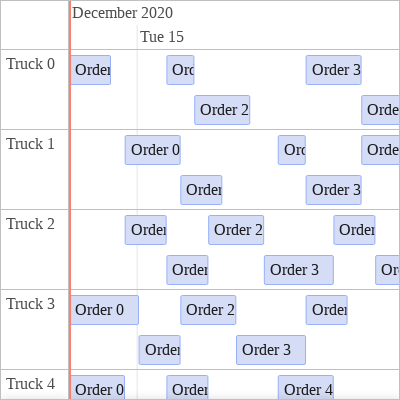 December 2020
Tue 15
Truck 0
Order
Ord
Order 3
Order 2
Orde
Truck 1
Order 0
Ord
Orde
Order
Order 3
Truck 2
Order
Order 2
Order
Order
Order 3
Or
Truck 3
Order 0
Order 2
Order
Order
Order 3
Truck 4
Order 0
Order
Order 4